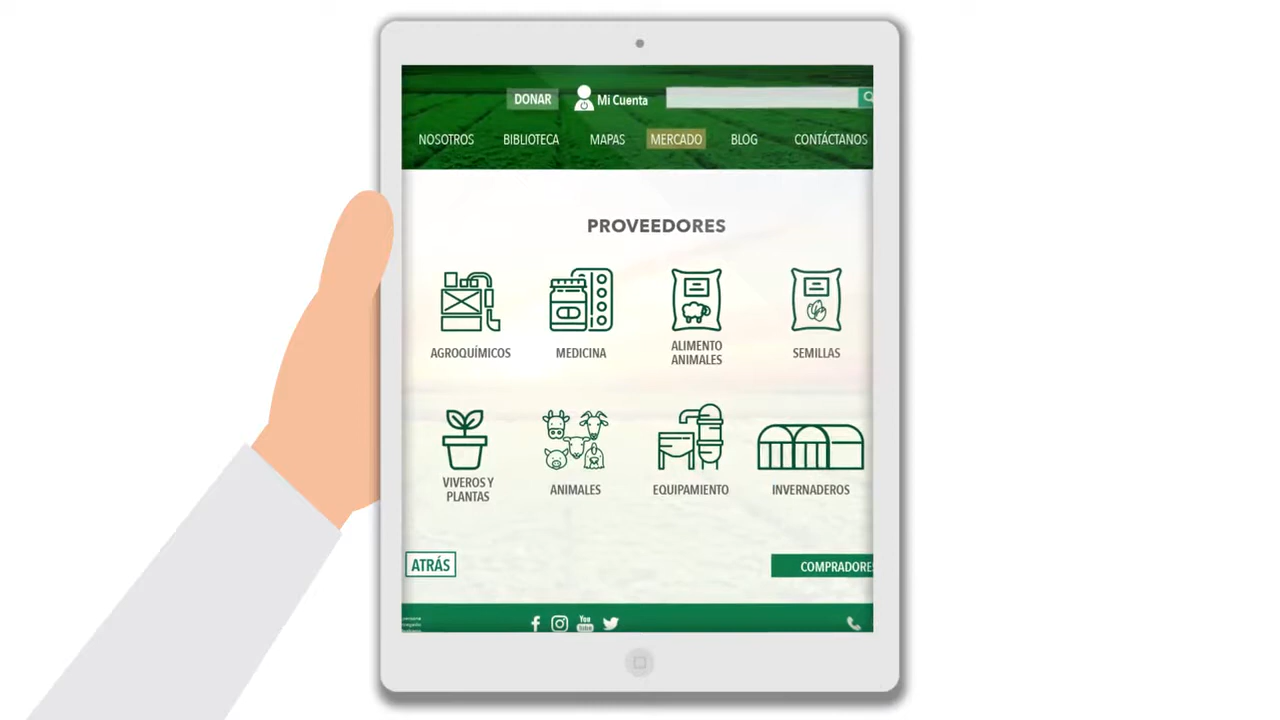 DONAR
Mi Cuenta
NOSOTROS BIBLIOTECA MAPAS MERCADO BLOG CONTÁCTANOS
PROVEEDORES
AGROQUÍMICOS
MEDICINA
ALIMENTO
ANIMALES
SEMILLAS
VIVEROS Y
PLANTAS
ANIMALES
EQUIPAMIENTO
INVERNADEROS
ATRÁS
COMPRADORES
You